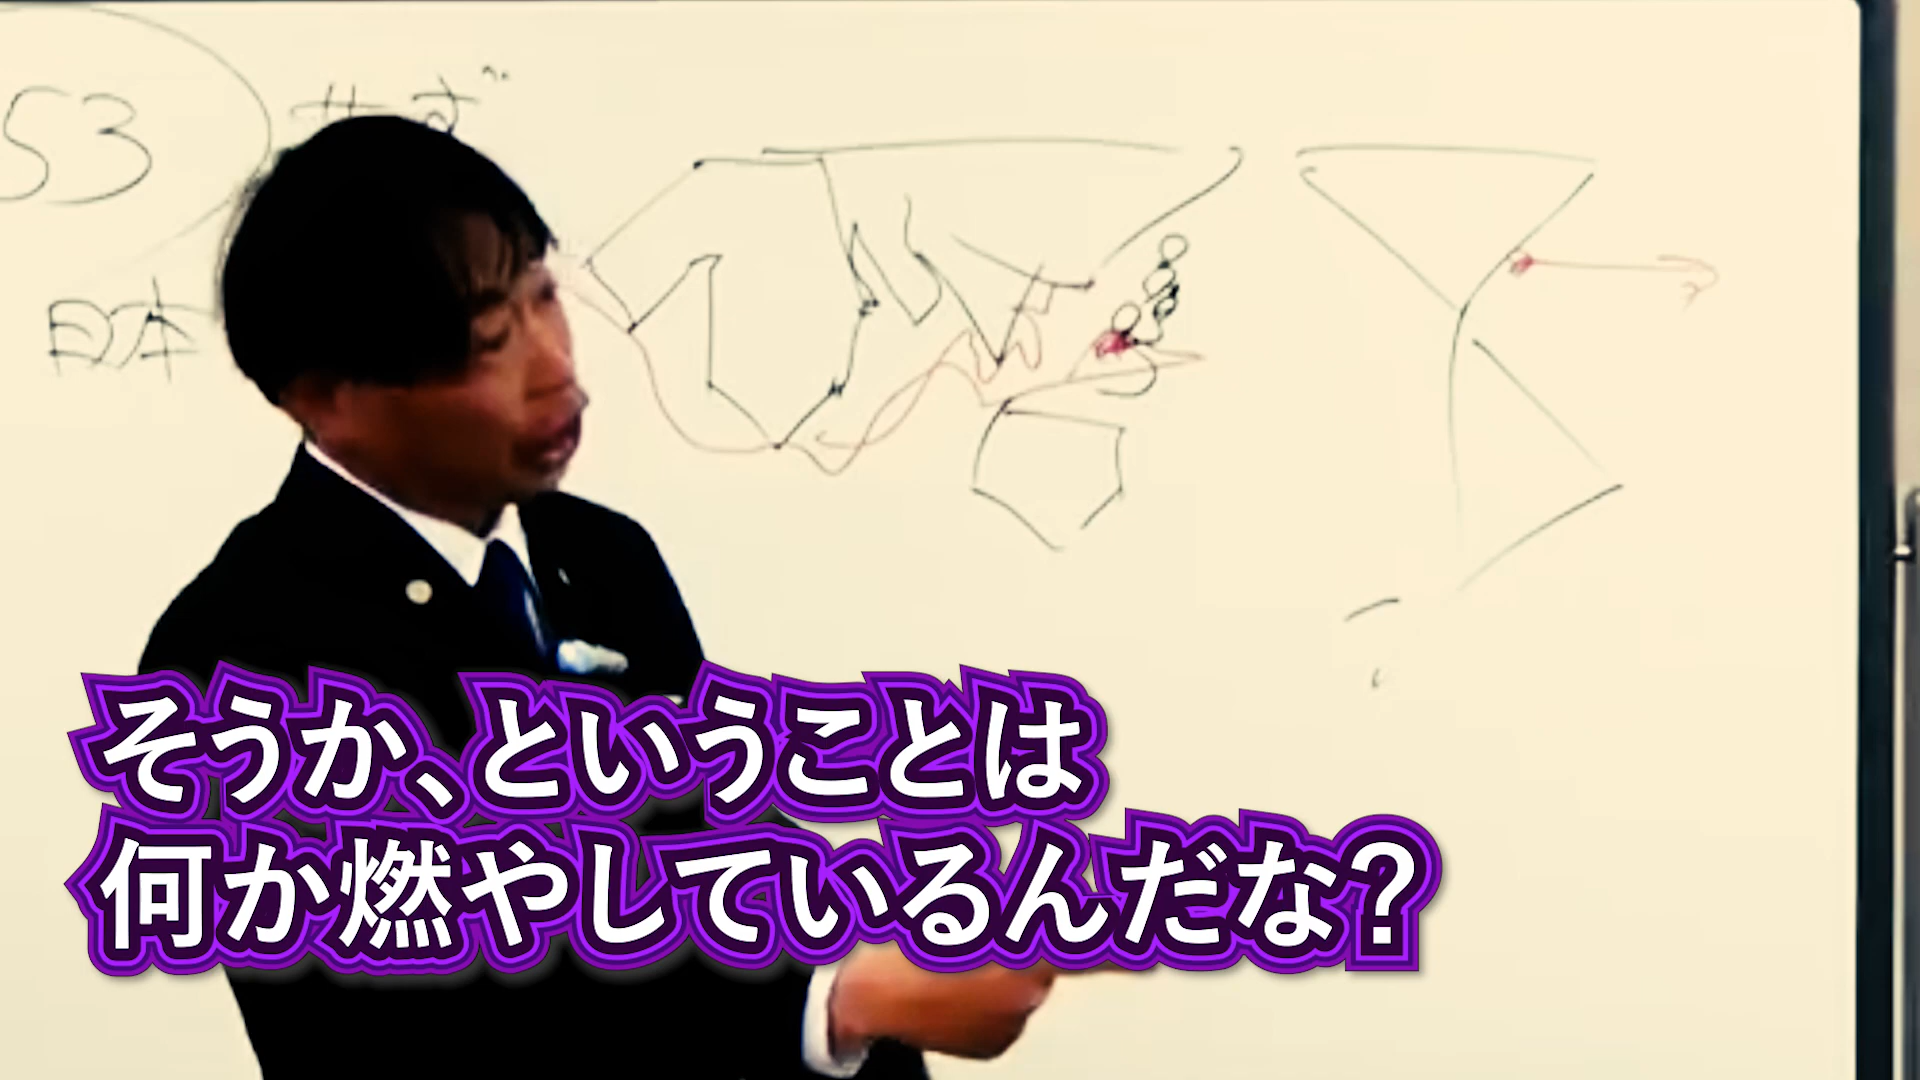 53
日本
そうか、ということは
何か燃やしているんだな?